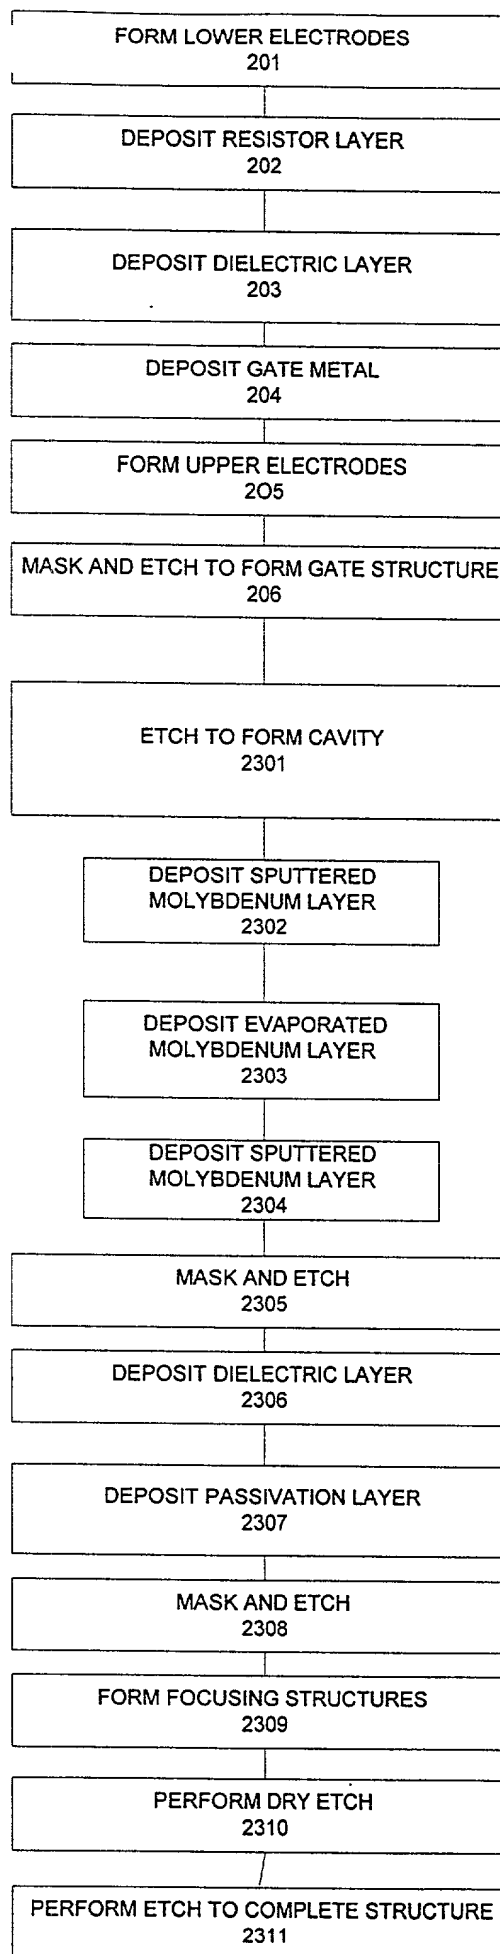 FORM LOWER ELECTRODES
201
DEPOSIT RESISTOR LAYER
202
DEPOSIT DIELECTRIC LAYER
203
DEPOSIT GATE METAL
204
FORM UPPER ELECTRODES
2O5
MASK AND ETCH TO FORM GATE STRUCTURE
206
ETCH TO FORM CAVITY
2301
DEPOSIT SPUTTERED
MOLYBDENUM LAYER
2302
DEPOSIT EVAPORATED
MOLYBDENUM LAYER
2303
DEPOSIT SPUTTERED
MOLYBDENUM LAYER
2304
MASK AND ETCH
2305
DEPOSIT DIELECTRIC LAYER
2306
DEPOSIT PASSIVATION LAYER
2307
MASK AND ETCH
2308
FORM FOCUSING STRUCTURES
2309
PERFORM DRY ETCH
2310
PERFORM ETCH TO COMPLETE STRUCTURE
2311